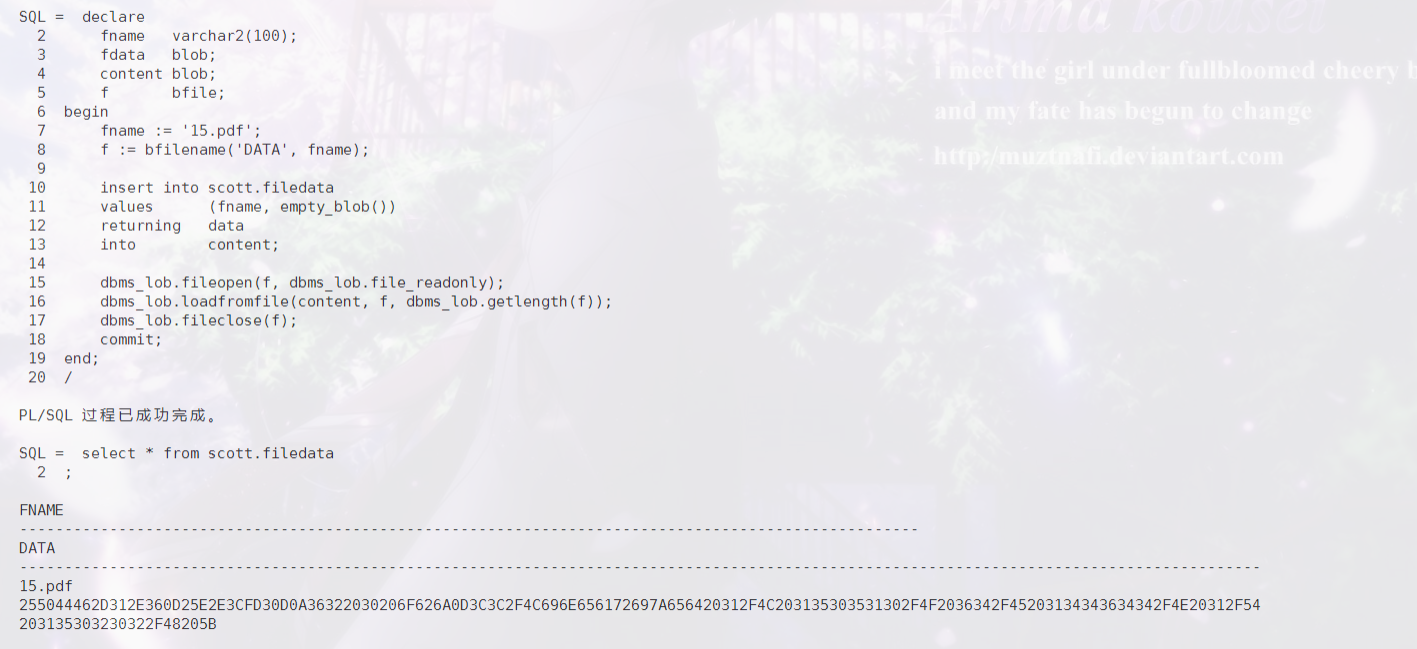 SQL =  declare
  2      fname   varchar2(100);
  3      fdata   blob;
  4      content blob;
  5      f       bfile;
  6  begin
  7      fname := '15.pdf';
  8      f := bfilename('DATA', fname);
  9
 10      insert into scott.filedata
 11      values      (fname, empty_blob())
 12      returning   data
 13      into        content;
 14
 15      dbms_lob.fileopen(f, dbms_lob.file_readonly);
 16      dbms_lob.loadfromfile(content, f, dbms_lob.getlength(f));
 17      dbms_lob.fileclose(f);
 18      commit;
 19  end;
 20  /
PL/SQL 过程已成功完成。
SQL =  select * from scott.filedata
  2  ;
FNAME
----------------------------------------------------------------------------------------------------
DATA
------------------------------------------------------------------------------------------------------------------------------------------
15.pdf
255044462D312E360D25E2E3CFD30D0A36322030206F626A0D3C3C2F4C696E656172697A656420312F4C203135303531302F4F2036342F45203134343634342F4E20312F54
203135303230322F48205B
Arima kousei
i meet the girl under fullbloomed cheery
and my fate has begun to change
http:/muztnafi.deviantart.com